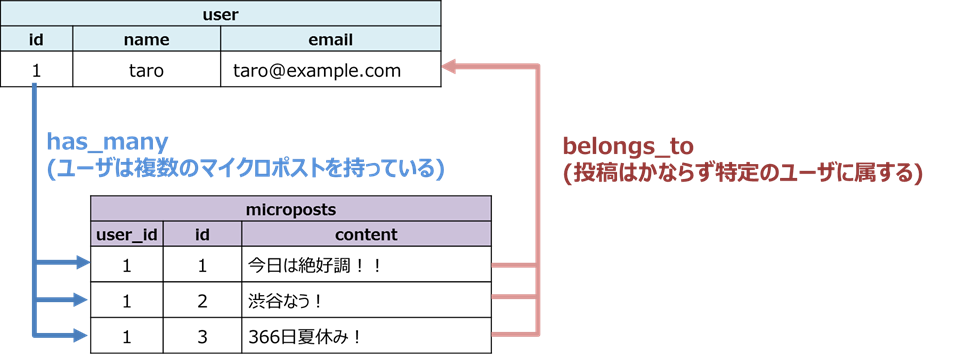 user
id name email
1 taro taro@example.com
has_many
(ユーザは複数のマイクロポストを持っている)
belongs_to
(投稿はかならず特定のユーザに属する)
microposts
user_id id content
1 1 今日は絶好調！！
1 2 渋谷なう！
1 3 366日夏休み！